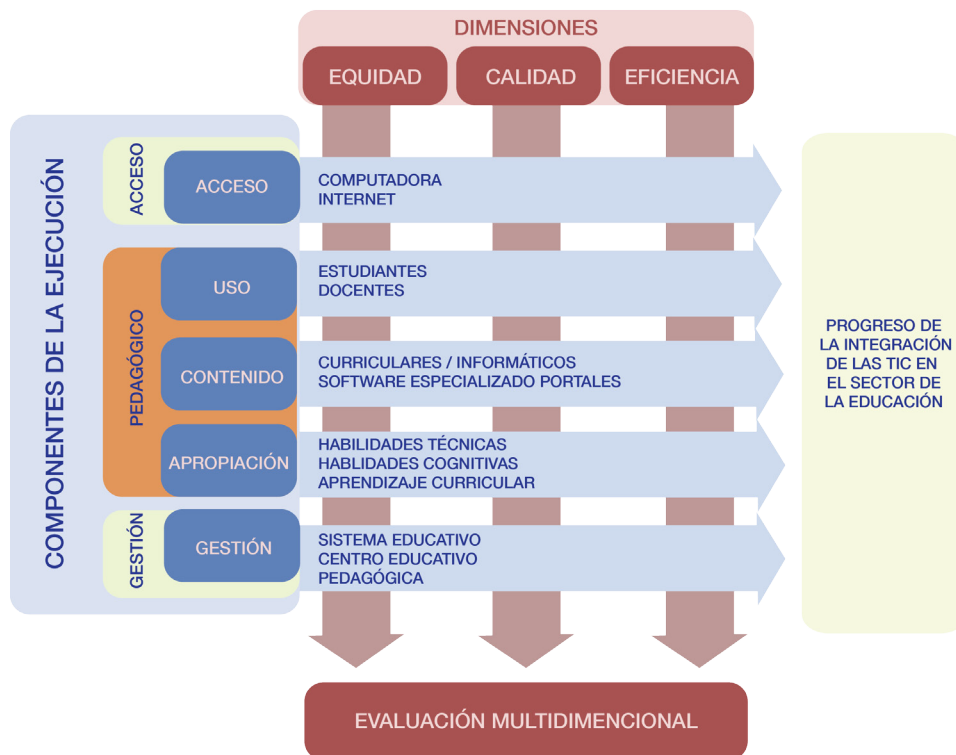 DIMENSIONES
EQUIDAD
CALIDAD
EFICIENCIA
COMPONENTES DE LA EJECUCIÓN
ACCESO
ACCESO
COMPUTADORA
INTERNET
PEDAGÓGICO
USO
ESTUDIANTES
DOCENTES
CONTENIDO
CURRICULARES / INFORMÁTICOS
SOFTWARE ESPECIALIZADO PORTALES
APROPIACIÓN
HABILIDADES TÉCNICAS
HABLIDADES COGNITIVAS
APRENDIZAJE CURRICULAR
GESTIÓN
GESTIÓN
SISTEMA EDUCATIVO
CENTRO EDUCATIVO
PEDAGÓGICA
PROGRESO DE
LA INTEGRACIÓN
DE LAS TIC EN
EL SECTOR DE
LA EDUCACIÓN
EVALUACIÓN MULTIDIMENCIONAL